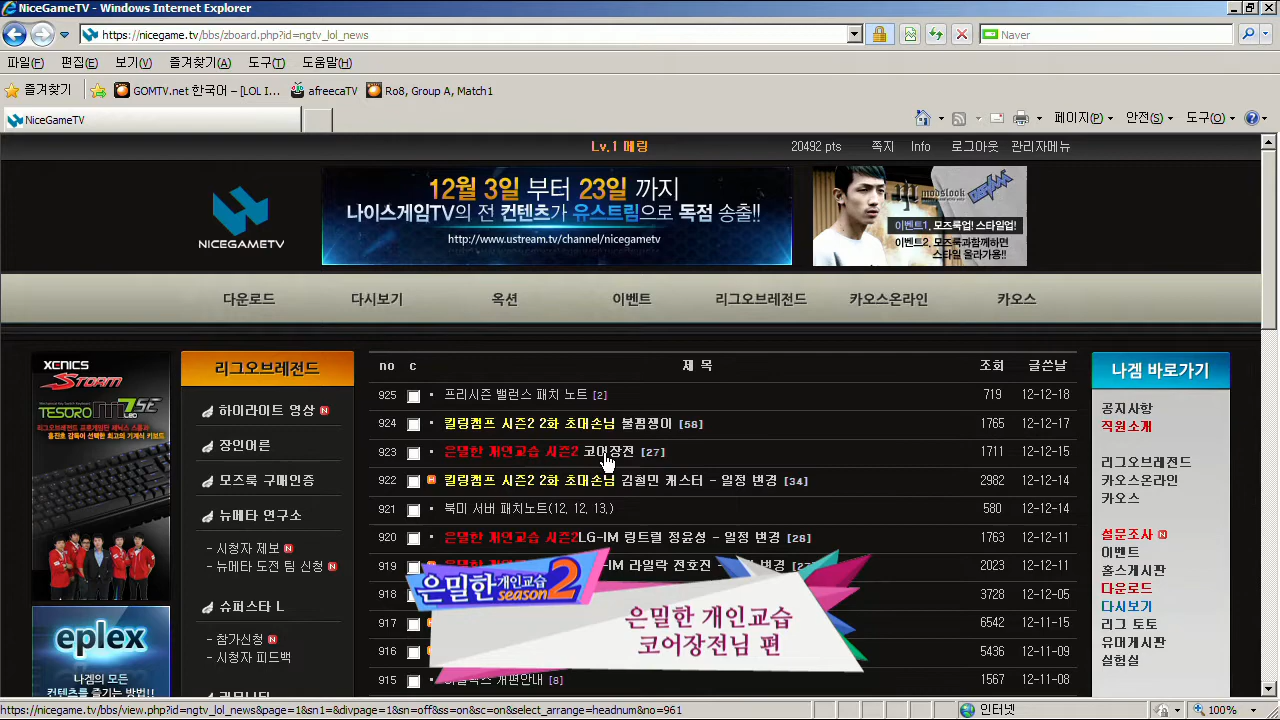 NiceGameTV - Windows Internet Explorer
https://nicegame.tv/bbs/zboard.php?id=ngtv_lol_news
Naver
파일(F) 편집(E) 보기(V) 즐겨찾기(A) 도구(T) 도움말(H)
즐겨찾기 GOMTV.net 한국어 – [LOL I... afreecaTV Ro8, Group A, Match1
NiceGameTV
페이지(P) 안전(S) 도구(O)
Lv.1 메링 20492 pts 쪽지 Info 로그아웃 관리자메뉴
NICEGAMETV
12월 3일 부터 23일 까지
나이스게임TV의 전 컨텐츠가 유스트림으로 독점 송출!!
http://www.ustream.tv/channel/nicegametv
modslook
이벤트1. 모즈룩업! 스타일업!
이벤트2. 모즈룩과함께하면
스타일 올라가용!!
다운로드 다시보기 옥션 이벤트 리그오브레전드 카오스온라인 카오스
XCNICS
STORM
TESORO
리그오브레전드
하이라이트 영상 N
장인어른
모즈룩 구매인증
뉴메타 연구소
- 시청자 제보 N
- 뉴메타 도전 팀 신청 N
슈퍼스타 L
- 참가신청 N
- 시청자 피드백
eplex
나겜의 모든
컨텐츠를 즐기는 방법!!
no c 제 목 조회 글쓴날
925 프리시즌 밸런스 패치 노트 [2] 719 12-12-18
924 킬링캠프 시즌2 2화 초대손님 불꼼쟁이 [58] 1765 12-12-17
923 은밀한 개인교습 시즌2 코어장전 [27] 1711 12-12-15
922 H 킬링캠프 시즌2 2화 초대손님 김철민 캐스터 - 일정 변경 [34] 2982 12-12-14
921 북미 서버 패치노트(12, 12, 13,) 580 12-12-14
920 은밀한 개인교습 시즌2 LG-IM 링트럴 정윤성 - 일정 변경 [28] 1763 12-12-12
919 -IM 라일락 전호진 - 변경 2023 12-12-11
918 3728 12-12-05
917 6542 12-11-15
916 5436 12-11-09
915 개편안내 [8] 1567 12-11-08
은밀한 개인교습 season 2
은밀한 개인교습
코어장전님 편
나겜 바로가기
공지사항
직원소개
리그오브레전드
카오스온라인
카오스
설문조사 N
이벤트
홀스게시판
다운로드
다시보기
리그 토토
유대게시판
실험실
https://nicegame.tv/bbs/view.php?id=ngtv_lol_news&page=1&sn1=&divpage=1&sn=off&ss=on&sc=on&select_arrange=headnum&no=961
인터넷
100%